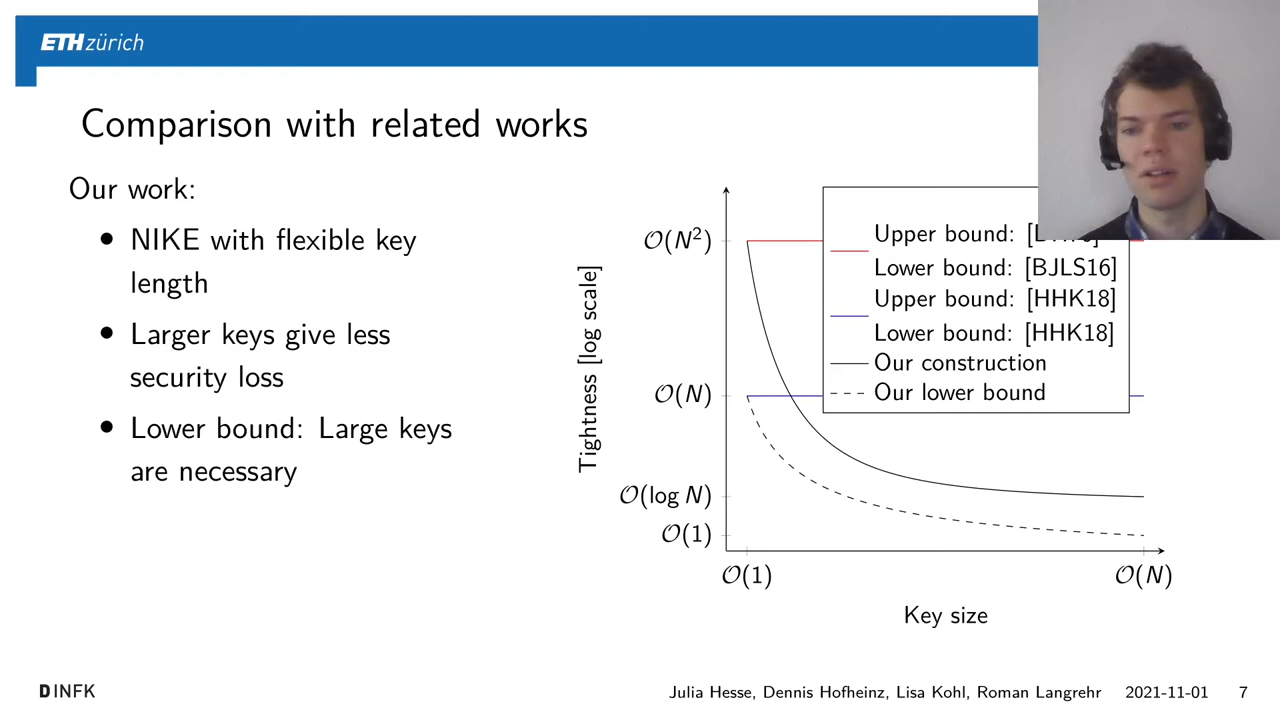 ETH zürich
Comparison with related works
Our work:
• NIKE with flexible key
length
• Larger keys give less
security loss
• Lower bound: Large keys
are necessary
Tightness [log scale]
O(N²)
O(N)
O(log N)
O(1)
Upper bound:
Lower bound: [BJLS16]
Upper bound: [HHK18]
Lower bound: [HHK18]
Our construction
Our lower bound
O(1)
O(N)
Key size
D INFK
Julia Hesse, Dennis Hofheinz, Lisa Kohl, Roman Langrehr
2021-11-01
7